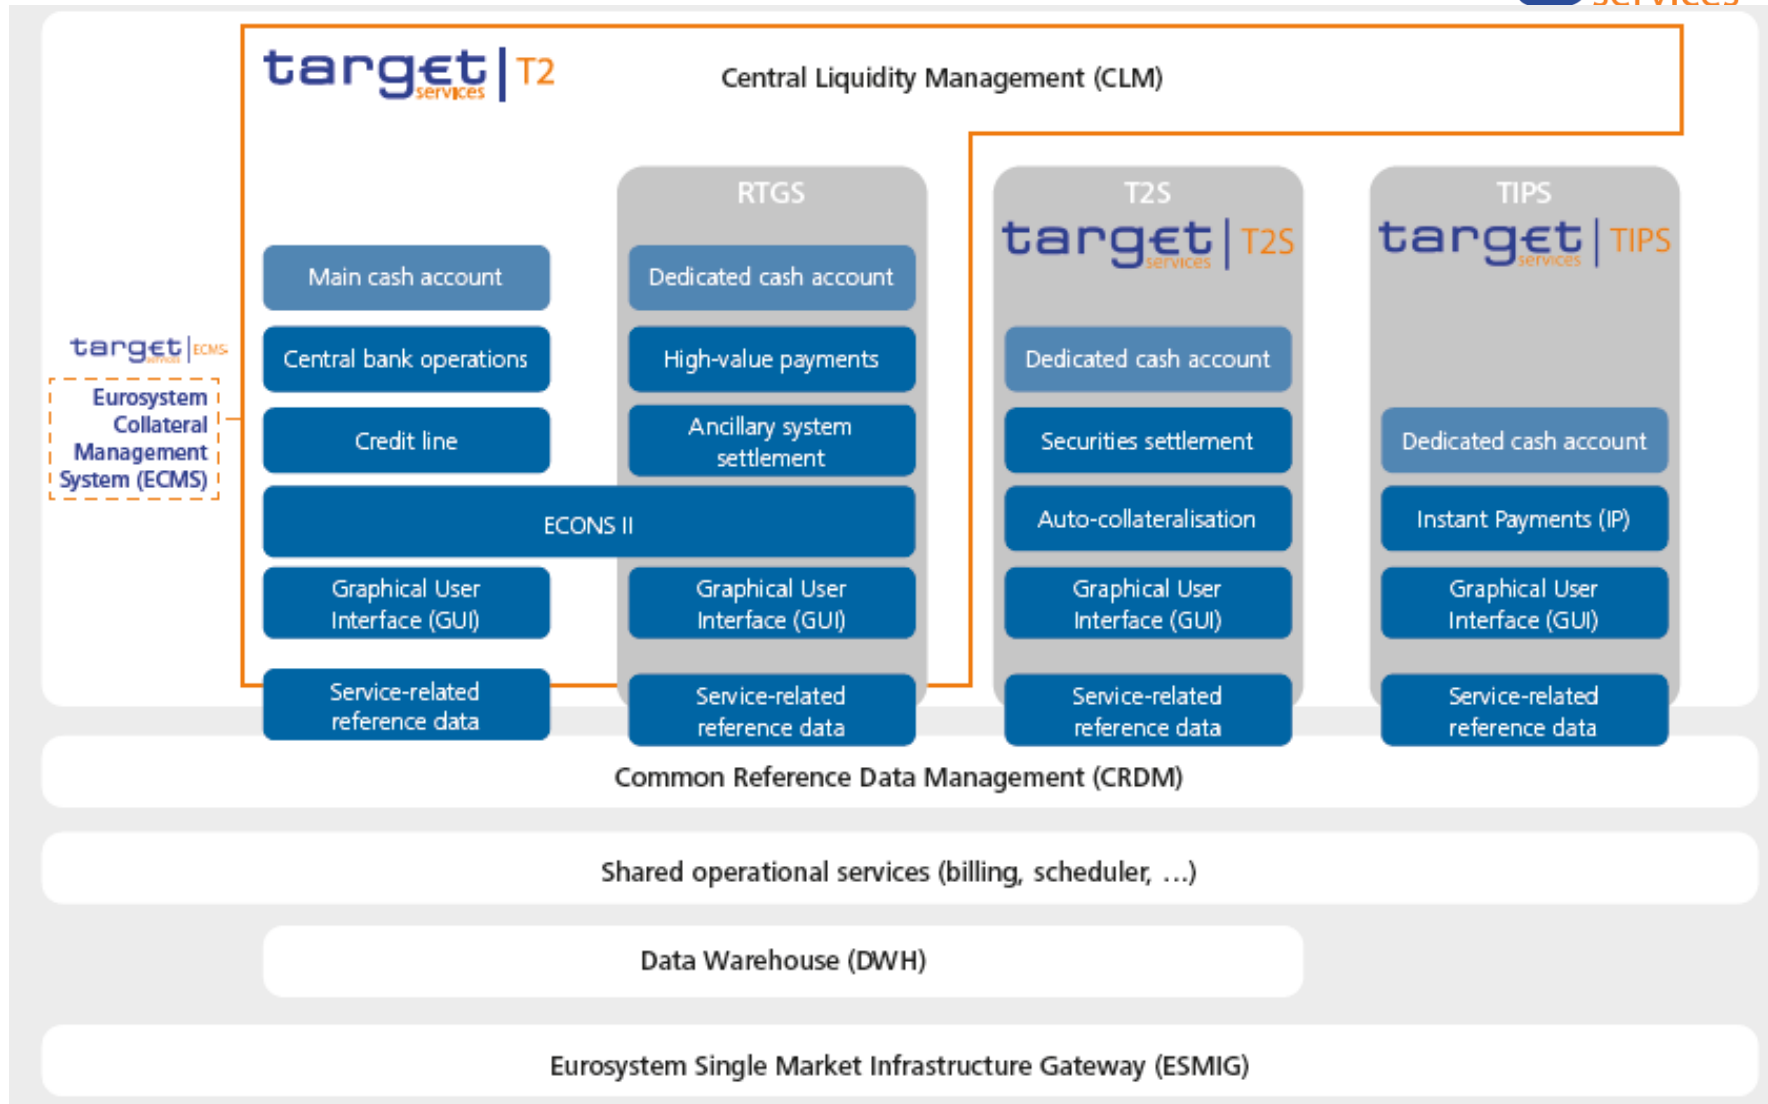 services
target
services
T2
Central Liquidity Management (CLM)
RTGS
T2S
TIPS
target
services
T2S
target
services
TIPS
Main cash account
Dedicated cash account
target
services
ECMS
Central bank operations
High-value payments
Dedicated cash account
Eurosystem
Collateral
Management
System (ECMS)
Credit line
Ancillary system
settlement
Securities settlement
Dedicated cash account
ECONS II
Auto-collateralisation
Instant Payments (IP)
Graphical User
Interface (GUI)
Graphical User
Interface (GUI)
Graphical User
Interface (GUI)
Graphical User
Interface (GUI)
Service-related
reference data
Service-related
reference data
Service-related
reference data
Service-related
reference data
Common Reference Data Management (CRDM)
Shared operational services (billing, scheduler, ...)
Data Warehouse (DWH)
Eurosystem Single Market Infrastructure Gateway (ESMIG)